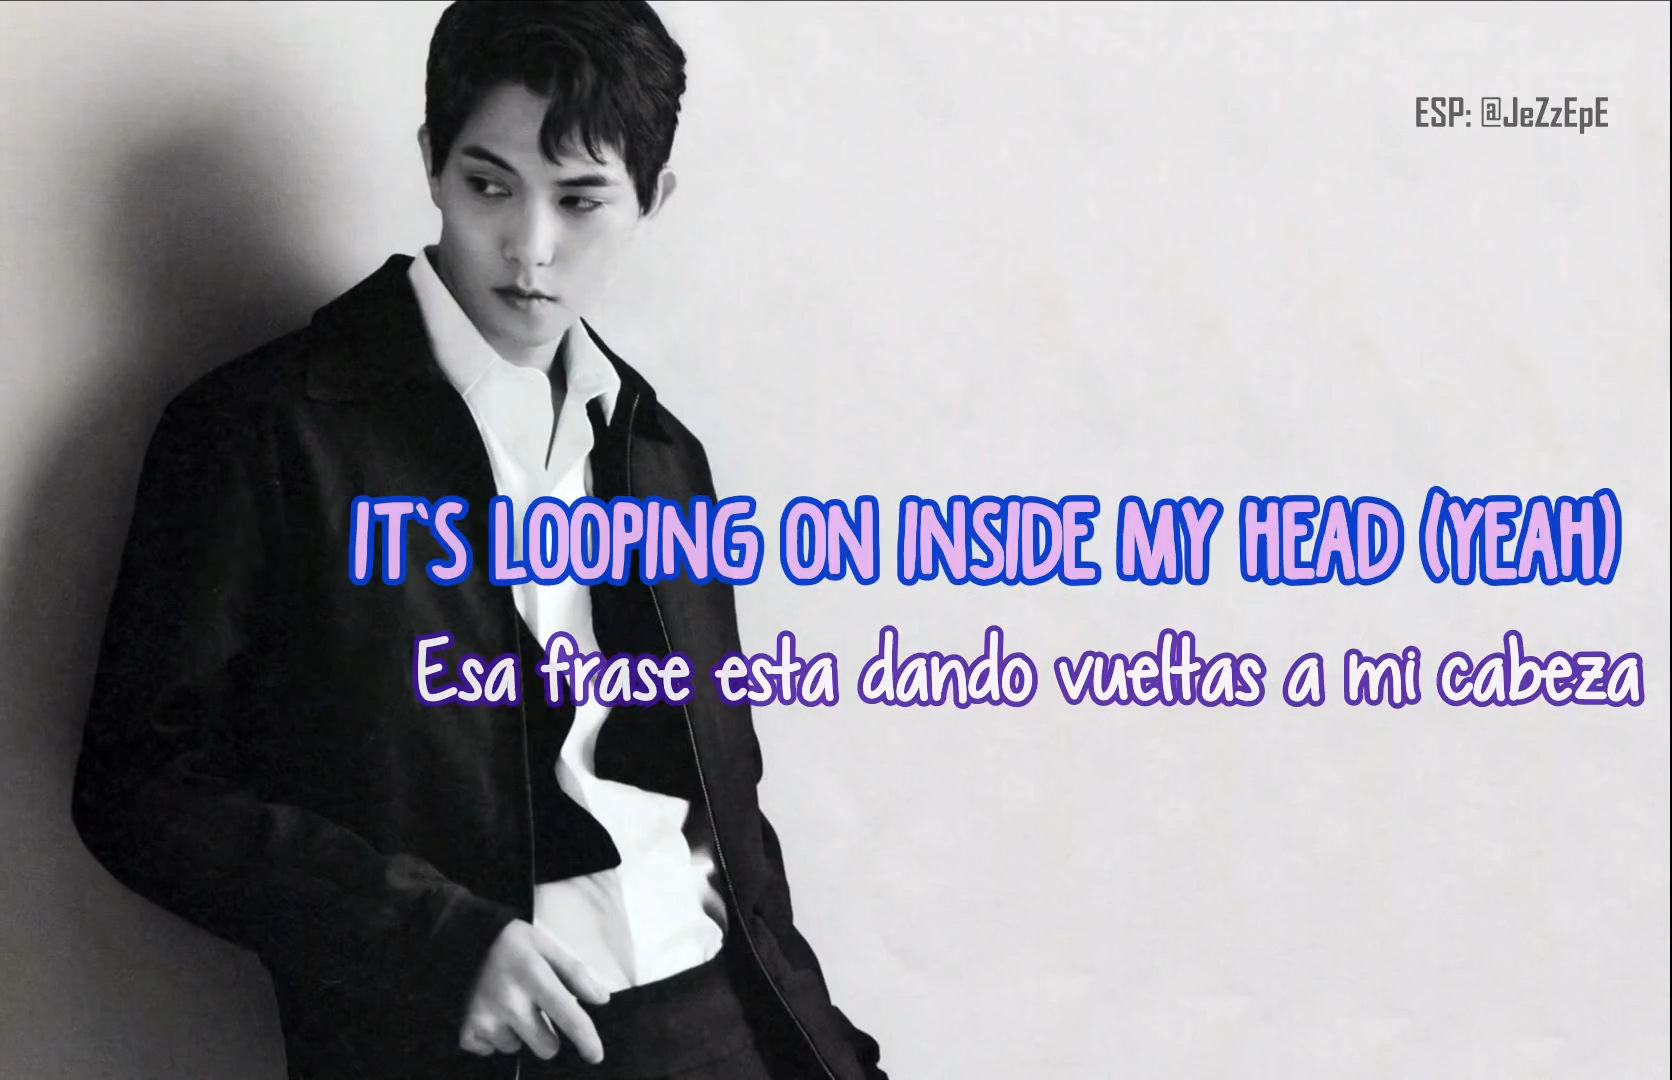 ESP: @JeZzEpE
IT`S LOOPING ON INSIDE MY HEAD (YEAH)
Esa frase esta dando vueltas a mi cabeza